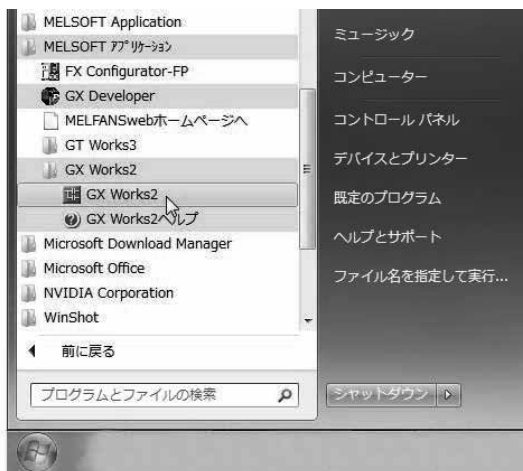 MELSOFT Application
MELSOFT ｱﾌﾟﾘｹｰｼｮﾝ
FX Configurator-FP
GX Developer
MELFANSwebホームページへ
GT Works3
GX Works2
GX Works2
GX Works2ヘルプ
Microsoft Download Manager
Microsoft Office
NVIDIA Corporation
WinShot
前に戻る
プログラムとファイルの検索
ミュージック
コンピューター
コントロール パネル
デバイスとプリンター
既定のプログラム
ヘルプとサポート
ファイル名を指定して実行...
シャットダウン